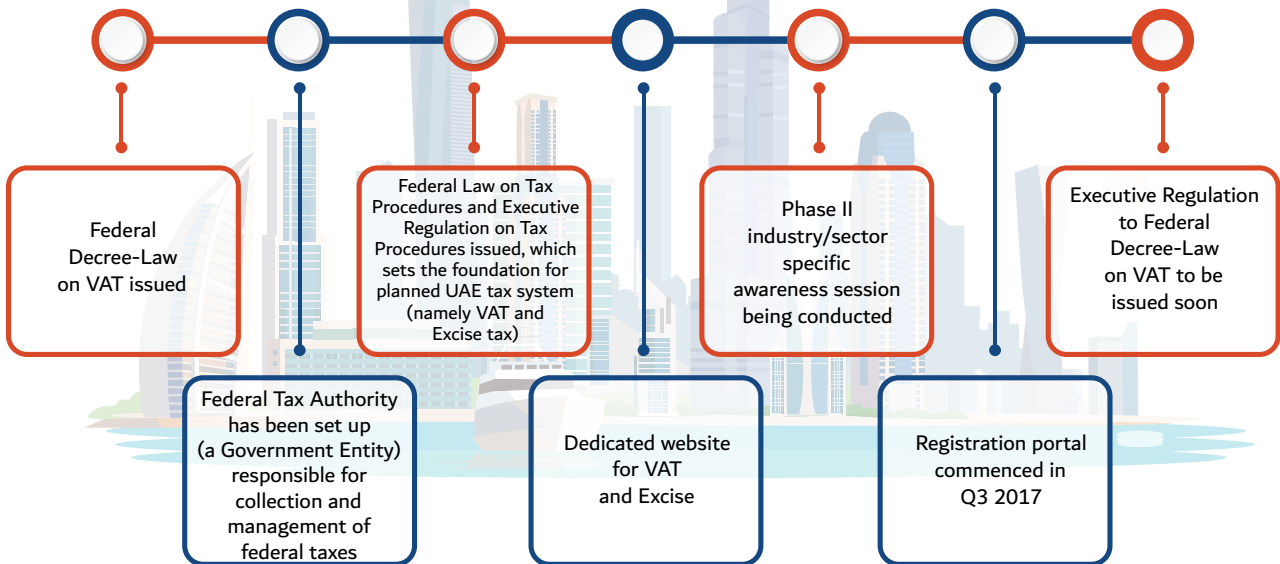 Federal
Decree-Law
on VAT issued
Federal Tax Authority
has been set up
(a Government Entity)
responsible for
collection and
management of
federal taxes
Federal Law on Tax
Procedures and Executive
Regulation on Tax
Procedures issued, which
sets the foundation for
planned UAE tax system
(namely VAT and
Excise tax)
Dedicated website
for VAT
and Excise
Phase II
industry/sector
specific
awareness session
being conducted
Registration portal
commenced in
Q3 2017
Executive Regulation
to Federal
Decree-Law
on VAT to be
issued soon